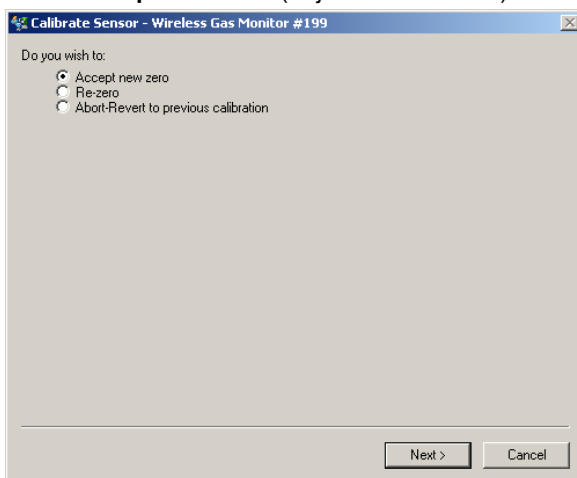 Calibrate Sensor - Wireless Gas Monitor #199
Do you wish to:
Accept new zero
Re-zero
Abort-Revert to previous calibration
Next >
Cancel